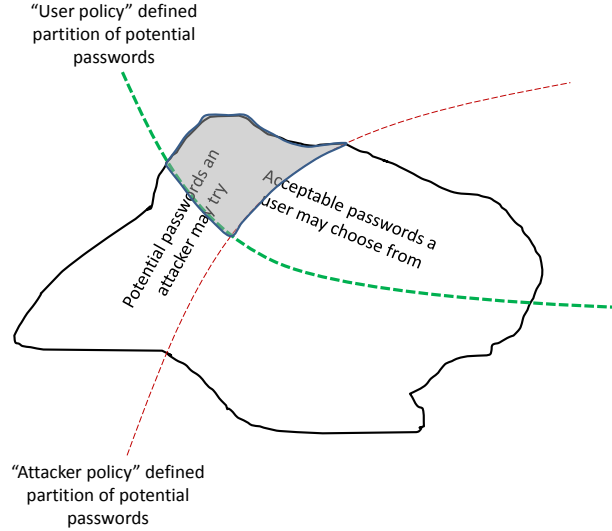 “User policy” defined
partition of potential
passwords
Potential passwords an
attacker may try
Acceptable passwords a
user may choose from
“Attacker policy” defined
partition of potential
passwords